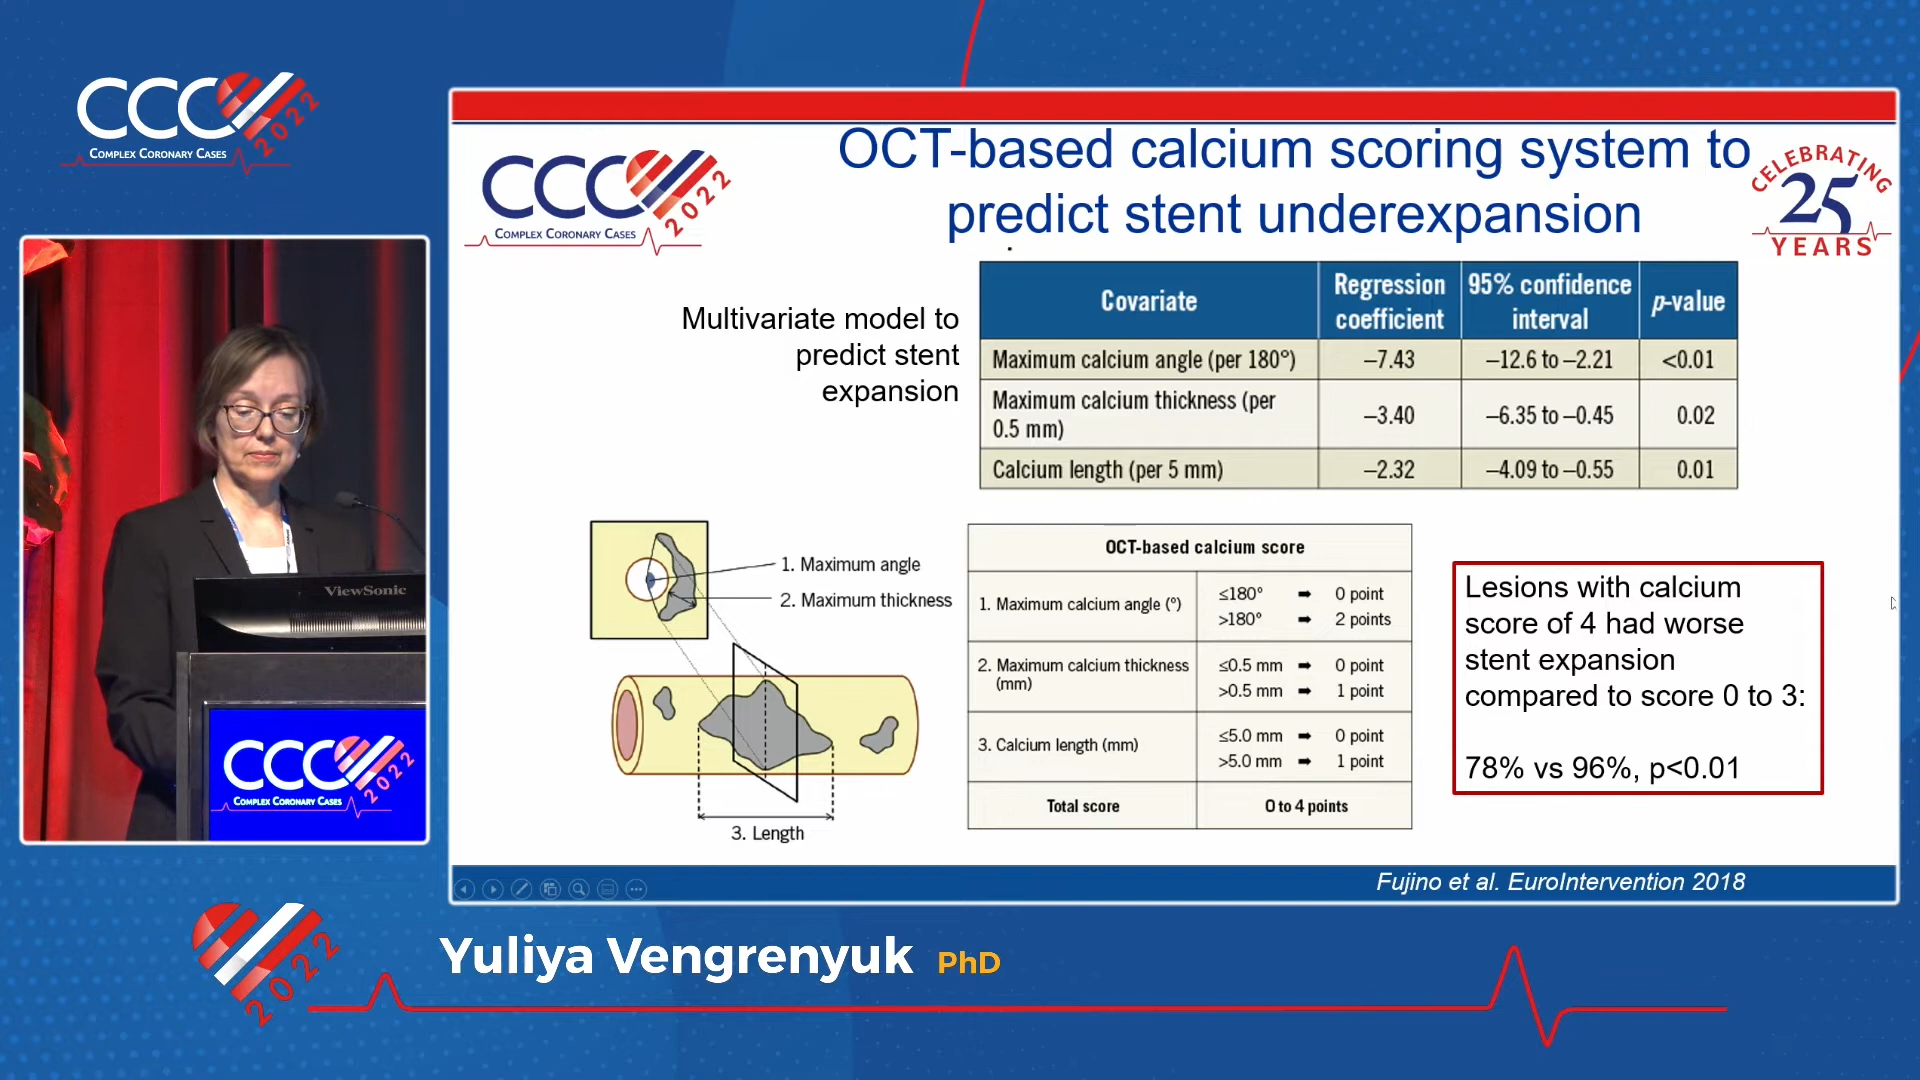 CCC 2022
COMPLEX CORONARY CASES
CCC 2022
COMPLEX CORONARY CASES
OCT-based calcium scoring system to
predict stent underexpansion
CELEBRATING
25
YEARS
Multivariate model to
predict stent
expansion
Covariate
Regression
coefficient
95% confidence
interval
p-value
Maximum calcium angle (per 180°) –7.43 –12.6 to –2.21 <0.01
Maximum calcium thickness (per
0.5 mm)
–3.40 –6.35 to –0.45 0.02
Calcium length (per 5 mm) –2.32 –4.09 to –0.55 0.01
1. Maximum angle
2. Maximum thickness
3. Length
OCT-based calcium score
1. Maximum calcium angle (°)
≤180° ➡ 0 point
>180° ➡ 2 points
2. Maximum calcium thickness
(mm)
≤0.5 mm ➡ 0 point
>0.5 mm ➡ 1 point
3. Calcium length (mm)
≤5.0 mm ➡ 0 point
>5.0 mm ➡ 1 point
Total score 0 to 4 points
Lesions with calcium
score of 4 had worse
stent expansion
compared to score 0 to 3:
78% vs 96%, p<0.01
Fujino et al. EuroIntervention 2018
ViewSonic
CCC 2022
COMPLEX CORONARY CASES
2022
Yuliya Vengrenyuk PhD